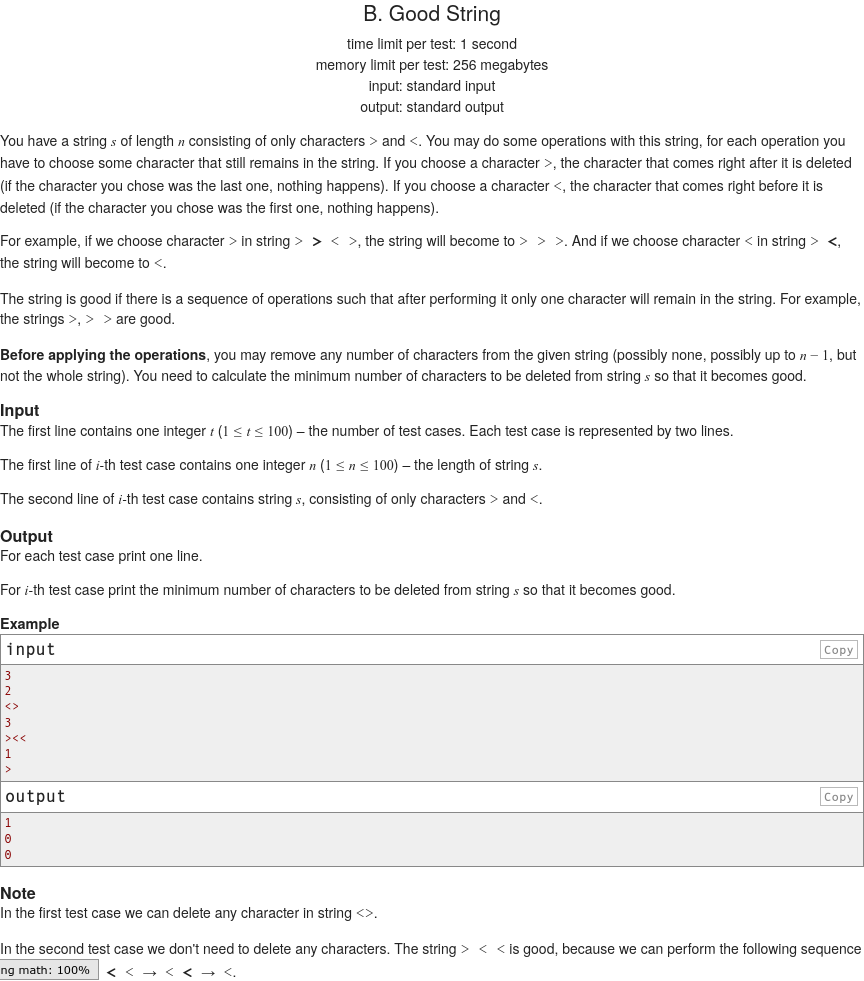 B. Good String
time limit per test: 1 second
memory limit per test: 256 megabytes
input: standard input
output: standard output
You have a string s of length n consisting of only characters > and <. You may do some operations with this string, for each operation you
have to choose some character that still remains in the string. If you choose a character >, the character that comes right after it is deleted
(if the character you chose was the last one, nothing happens). If you choose a character <, the character that comes right before it is
deleted (if the character you chose was the first one, nothing happens).
For example, if we choose character > in string > > < >, the string will become to > > >. And if we choose character < in string > <,
the string will become to <.
The string is good if there is a sequence of operations such that after performing it only one character will remain in the string. For example,
the strings >, > > are good.
Before applying the operations, you may remove any number of characters from the given string (possibly none, possibly up to n − 1, but
not the whole string). You need to calculate the minimum number of characters to be deleted from string s so that it becomes good.
Input
The first line contains one integer t (1 ≤ t ≤ 100) – the number of test cases. Each test case is represented by two lines.
The first line of i-th test case contains one integer n (1 ≤ n ≤ 100) – the length of string s.
The second line of i-th test case contains string s, consisting of only characters > and <.
Output
For each test case print one line.
For i-th test case print the minimum number of characters to be deleted from string s so that it becomes good.
Example
input
Copy
3
2
<>
3
><<
1
>
output
Copy
1
0
0
Note
In the first test case we can delete any character in string <>.
In the second test case we don't need to delete any characters. The string > < < is good, because we can perform the following sequence
ng math: 100% < < → < < → <.